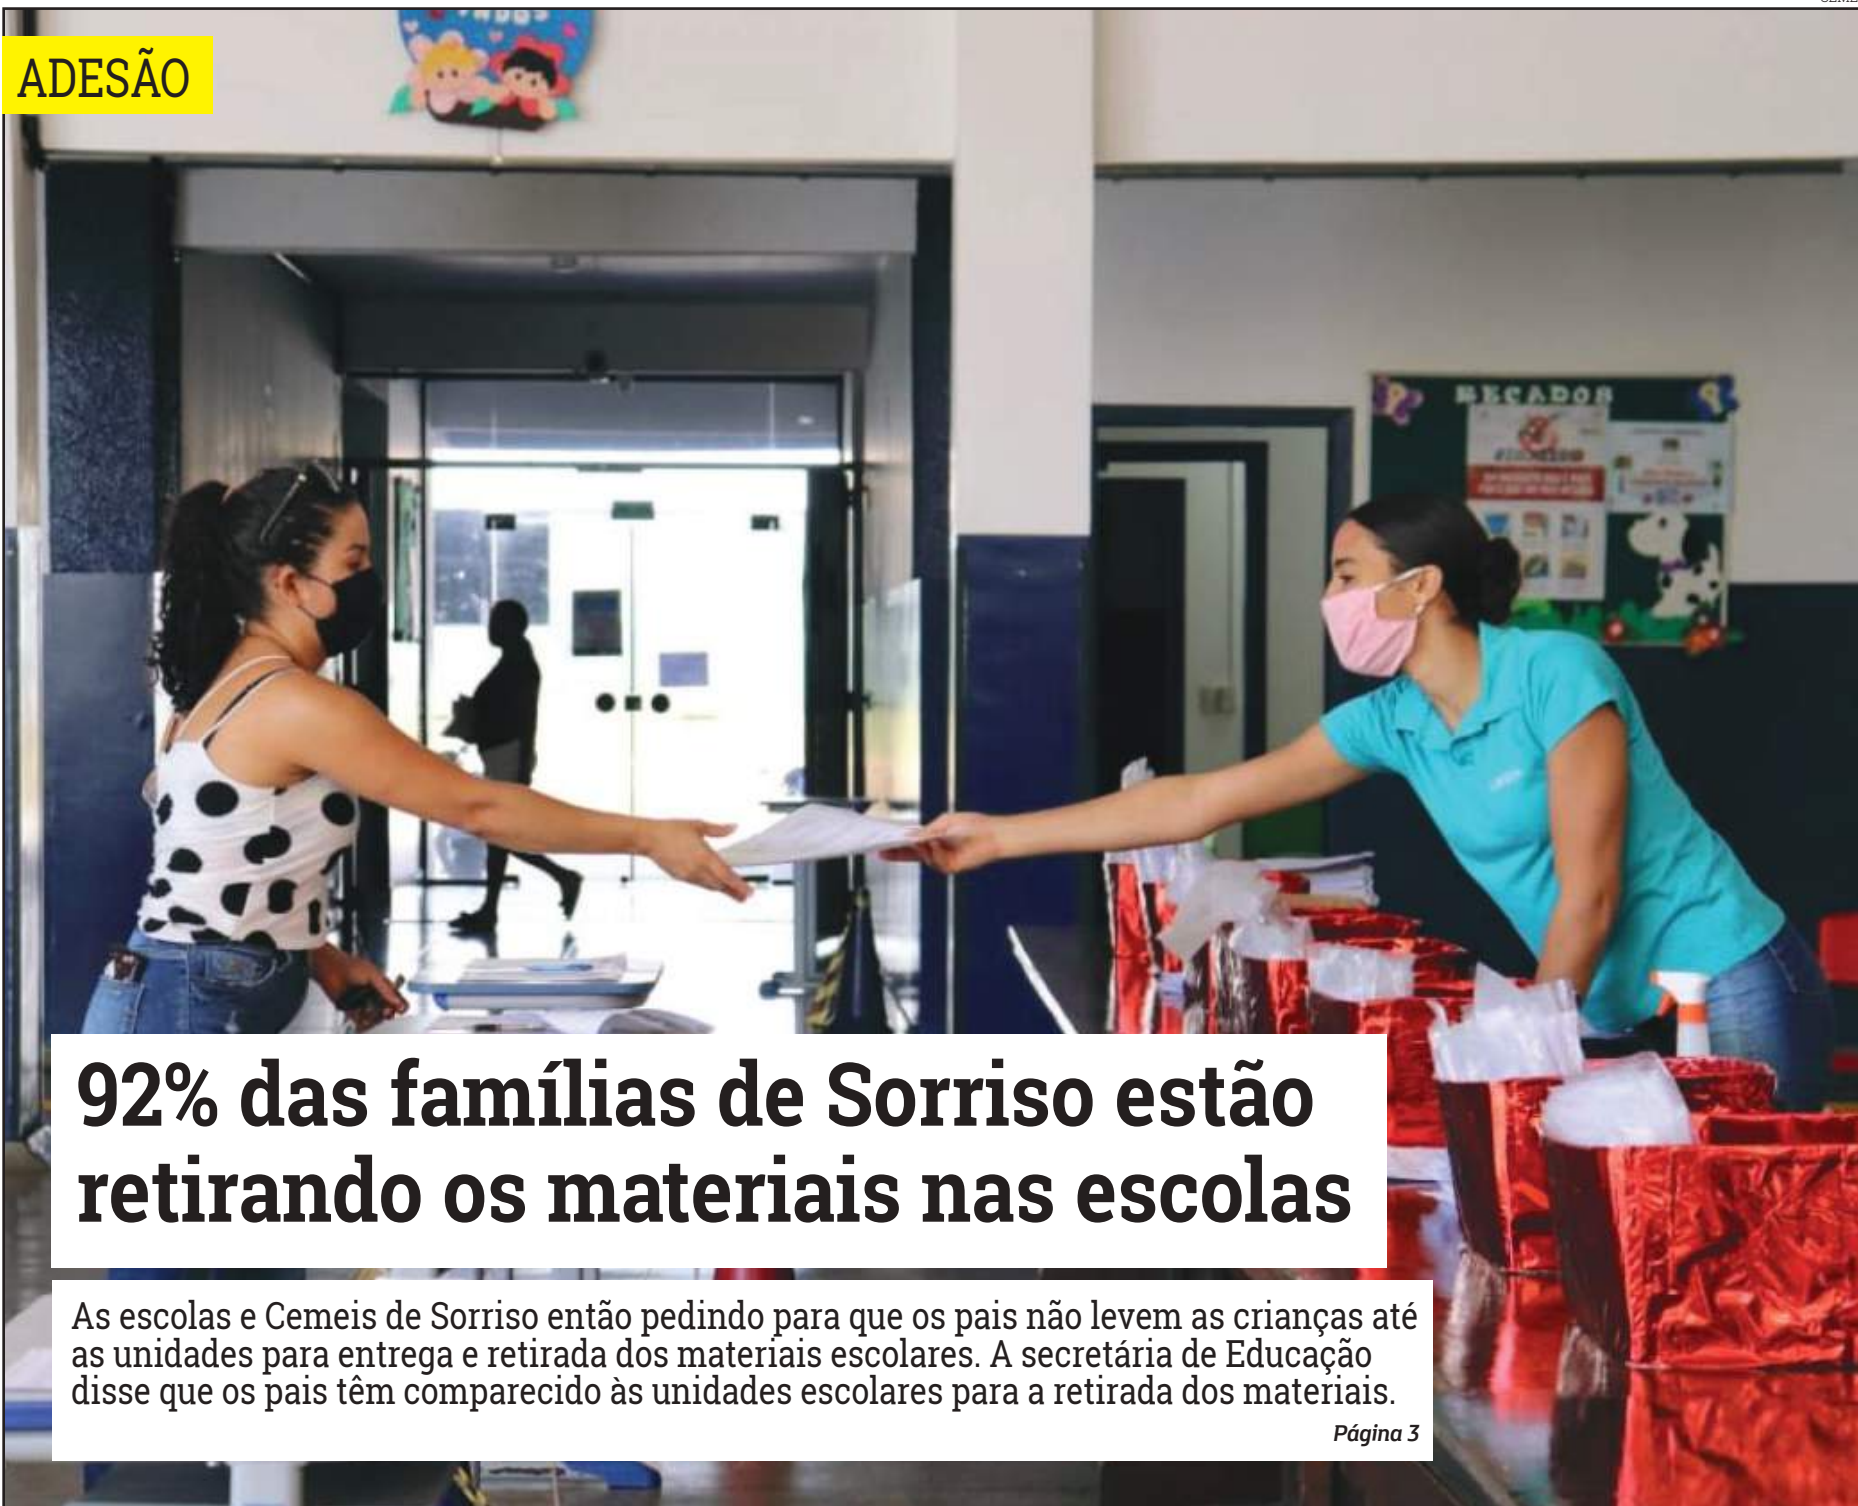 ADESÃO
RECADOS
92% das famílias de Sorriso estão
retirando os materiais nas escolas
As escolas e Cemeis de Sorriso então pedindo para que os pais não levem as crianças até
as unidades para entrega e retirada dos materiais escolares. A secretária de Educação
disse que os pais têm comparecido às unidades escolares para a retirada dos materiais.
Página 3